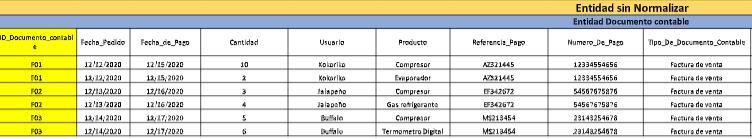 Entidad sin Normalizar
Entidad Documento contable
ID_Documento_contable Fecha_Pedido Fecha_de_Pago Cantidad Usuario Producto Referencia_Pago Numero_De_Pago Tipo_De_Documento_Contable
F01 12/12/2020 12/15/2020 10 Kokoriko Compresor AZ321445 12334554656 Factura de venta
F01 12/12/2020 12/15/2020 2 Kokoriko Evaporador AZ321445 12334554656 Factura de venta
F02 12/13/2020 12/16/2020 3 Jalapeño Compresor EF342672 54567675876 Factura de venta
F02 12/13/2020 12/16/2020 4 Jalapeño Gas refrigerante EF342672 54567675876 Factura de venta
F03 12/14/2020 12/17/2020 5 Buffalo Compresor MS213454 23143254678 Factura de venta
F03 12/14/2020 12/17/2020 6 Buffalo Termometro Digital MS213454 23143254678 Factura de venta